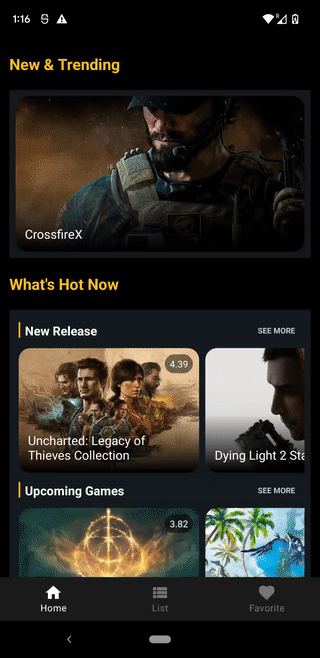 1:16
New & Trending
CrossfireX
What's Hot Now
New Release
SEE MORE
4.39
Uncharted: Legacy of
Thieves Collection
Dying Light 2 Sta
Upcoming Games
SEE MORE
3.82
Home
List
Favorite